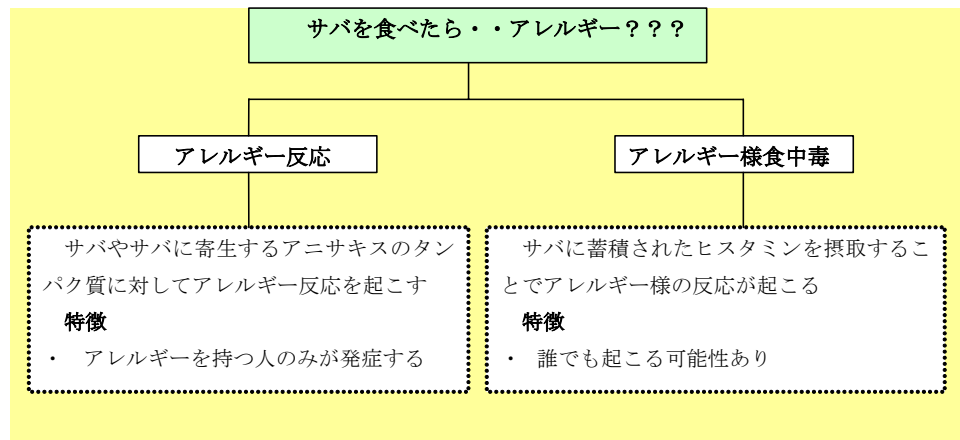 サバを食べたら・・アレルギー？？？
アレルギー反応
アレルギー様食中毒
サバやサバに寄生するアニサキスのタン
パク質に対してアレルギー反応を起こす
特徴
・　アレルギーを持つ人のみが発症する
サバに蓄積されたヒスタミンを摂取するこ
とでアレルギー様の反応が起こる
特徴
・　誰でも起こる可能性あり